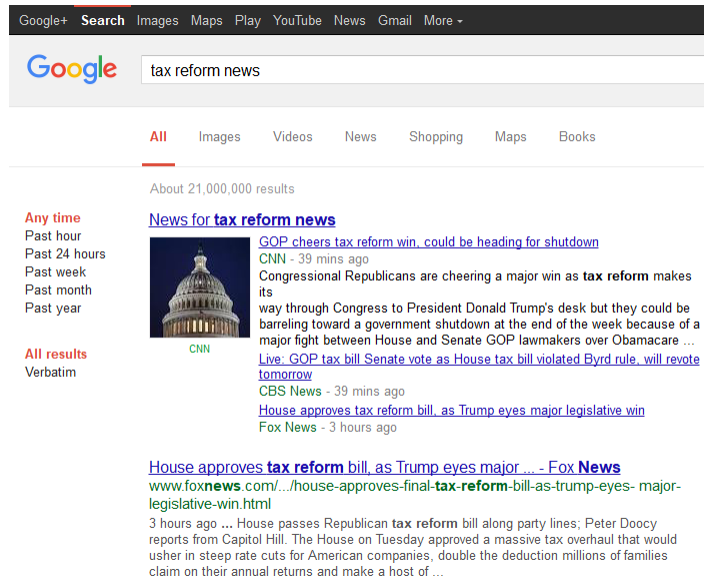 Google+ Search Images Maps Play YouTube News Gmail More
Google
tax reform news
All Images Videos News Shopping Maps Books
About 21,000,000 results
Any time
Past hour
Past 24 hours
Past week
Past month
Past year
All results
Verbatim
News for tax reform news
CNN
GOP cheers tax reform win, could be heading for shutdown
CNN - 39 mins ago
Congressional Republicans are cheering a major win as tax reform makes
its
way through Congress to President Donald Trump's desk but they could be
barreling toward a government shutdown at the end of the week because of a
major fight between House and Senate GOP lawmakers over Obamacare ...
Live: GOP tax bill Senate vote as House tax bill violated Byrd rule, will revote
tomorrow
CBS News - 39 mins ago
House approves tax reform bill, as Trump eyes major legislative win
Fox News - 3 hours ago
House approves tax reform bill, as Trump eyes major ... - Fox News
www.foxnews.com/.../house-approves-final-tax-reform-bill-as-trump-eyes- major-
legislative-win.html
3 hours ago ... House passes Republican tax reform bill along party lines; Peter Doocy
reports from Capitol Hill. The House on Tuesday approved a massive tax overhaul that would
usher in steep rate cuts for American companies, double the deduction millions of families
claim on their annual returns and make a host of ...